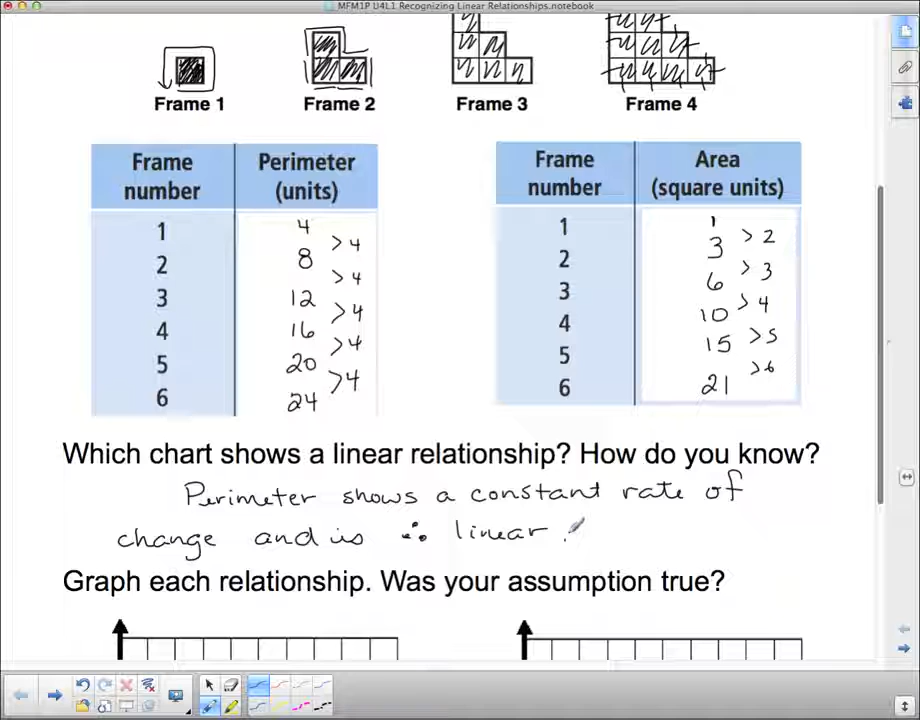 MFM1P U4L1 Recognizing Linear Relationships.notebook
Frame 1 Frame 2 Frame 3 Frame 4
Frame number Perimeter (units)
1 4
> 4
2 8
> 4
3 12
> 4
4 16
> 4
5 20
> 4
6 24
Frame number Area (square units)
1 1
> 2
2 3
> 3
3 6
> 4
4 10
> 5
5 15
> 6
6 21
Which chart shows a linear relationship? How do you know?
Perimeter shows a constant rate of
change and is ∴ linear
Graph each relationship. Was your assumption true?